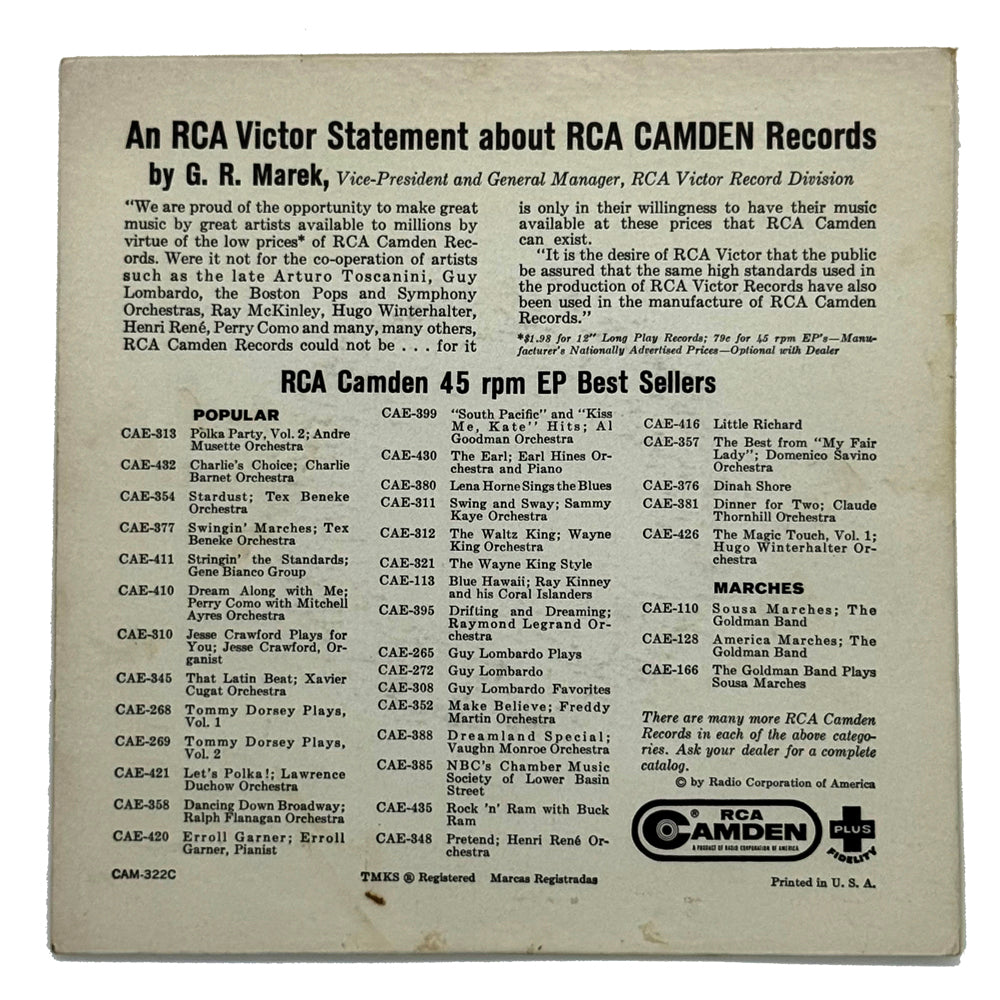 An RCA Victor Statement about RCA CAMDEN Records
by G. R. Marek, Vice-President and General Manager, RCA Victor Record Division
"We are proud of the opportunity to make great
music by great artists available to millions by
virtue of the low prices* of RCA Camden Rec-
ords. Were it not for the co-operation of artists
such as the late Arturo Toscanini, Guy
Lombardo, the Boston Pops and Symphony
Orchestras, Ray McKinley, Hugo Winterhalter,
Henri René, Perry Como and many, many others,
RCA Camden Records could not be . . . for it
is only in their willingness to have their music
available at these prices that RCA Camden
can exist.
"It is the desire of RCA Victor that the public
be assured that the same high standards used in
the production of RCA Victor Records have also
been used in the manufacture of RCA Camden
Records."
*$1.98 for 12" Long Play Records; 79c for 45 rpm EP's—Manu-
facturer's Nationally Advertised Prices—Optional with Dealer
RCA Camden 45 rpm EP Best Sellers
POPULAR
CAE-313 Polka Party, Vol. 2; Andre
Musette Orchestra
CAE-432 Charlie's Choice; Charlie
Barnet Orchestra
CAE-354 Stardust; Tex Beneke
Orchestra
CAE-377 Swingin' Marches; Tex
Beneke Orchestra
CAE-411 Stringin' the Standards;
Gene Bianco Group
CAE-410 Dream Along with Me;
Perry Como with Mitchell
Ayres Orchestra
CAE-310 Jesse Crawford Plays for
You; Jesse Crawford, Or-
ganist
CAE-345 That Latin Beat; Xavier
Cugat Orchestra
CAE-268 Tommy Dorsey Plays,
Vol. 1
CAE-269 Tommy Dorsey Plays,
Vol. 2
CAE-421 Let's Polka!; Lawrence
Duchow Orchestra
CAE-358 Dancing Down Broadway;
Ralph Flanagan Orchestra
CAE-420 Erroll Garner; Erroll
Garner, Pianist
CAE-399 "South Pacific" and "Kiss
Me, Kate" Hits; Al
Goodman Orchestra
CAE-430 The Earl; Earl Hines Or-
chestra and Piano
CAE-380 Lena Horne Sings the Blues
CAE-311 Swing and Sway; Sammy
Kaye Orchestra
CAE-312 The Waltz King; Wayne
King Orchestra
CAE-321 The Wayne King Style
CAE-113 Blue Hawaii; Ray Kinney
and his Coral Islanders
CAE-395 Drifting and Dreaming;
Raymond Legrand Or-
chestra
CAE-265 Guy Lombardo Plays
CAE-272 Guy Lombardo
CAE-308 Guy Lombardo Favorites
CAE-352 Make Believe; Freddy
Martin Orchestra
CAE-388 Dreamland Special;
Vaughn Monroe Orchestra
CAE-385 NBC's Chamber Music
Society of Lower Basin
Street
CAE-435 Rock 'n' Ram with Buck
Ram
CAE-348 Pretend; Henri René Or-
chestra
CAE-416 Little Richard
CAE-357 The Best from "My Fair
Lady"; Domenico Savino
Orchestra
CAE-376 Dinah Shore
CAE-381 Dinner for Two; Claude
Thornhill Orchestra
CAE-426 The Magic Touch, Vol. 1;
Hugo Winterhalter Or-
chestra
MARCHES
CAE-110 Sousa Marches; The
Goldman Band
CAE-128 America Marches; The
Goldman Band
CAE-166 The Goldman Band Plays
Sousa Marches
There are many more RCA Camden
Records in each of the above catego-
ries. Ask your dealer for a complete
catalog.
© by Radio Corporation of America
RCA ®
CAMDEN
A PRODUCT OF RADIO CORPORATION OF AMERICA
PLUS
FIDELITY
CAM-322C
TMKS ® Registered Marcas Registradas
Printed in U. S. A.